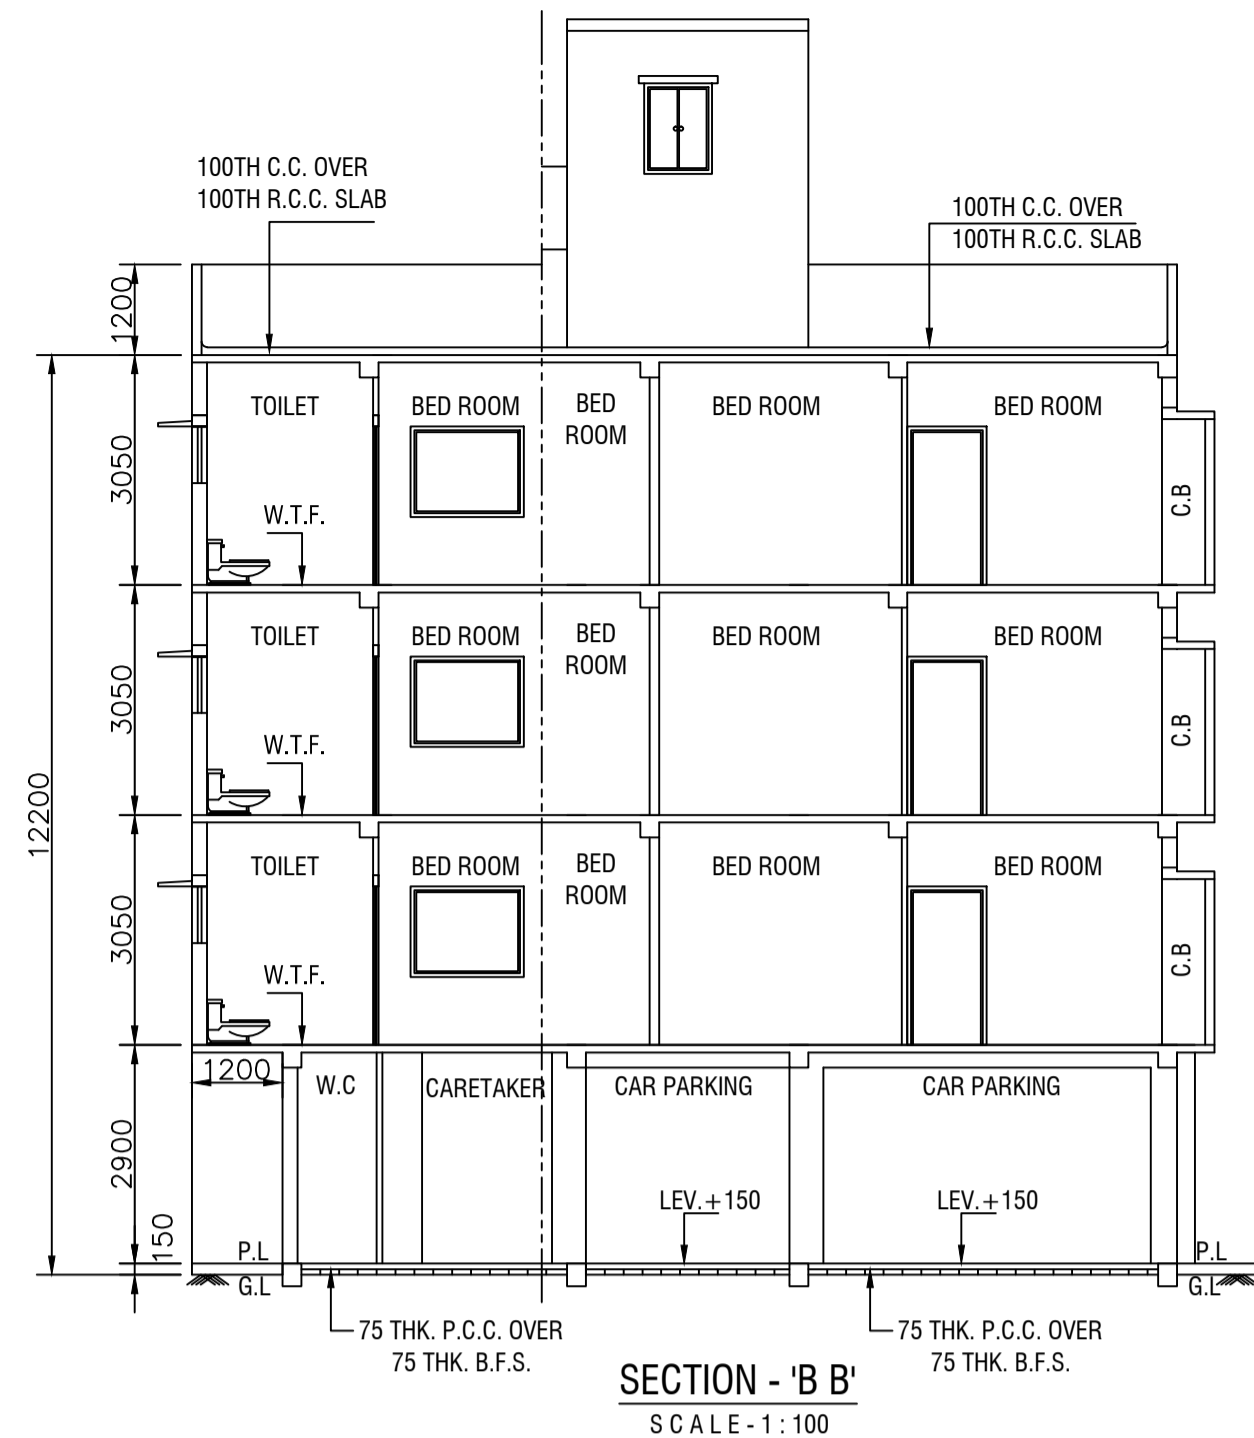 100TH C.C. OVER
100TH R.C.C. SLAB
100TH C.C. OVER
100TH R.C.C. SLAB
1200
TOILET
BED ROOM
BED
ROOM
BED ROOM
BED ROOM
3050
W.T.F.
C.B
TOILET
BED ROOM
BED
ROOM
BED ROOM
BED ROOM
3050
W.T.F.
C.B
12200
TOILET
BED ROOM
BED
ROOM
BED ROOM
BED ROOM
3050
W.T.F.
C.B
1200
W.C
CARETAKER
CAR PARKING
CAR PARKING
2900
LEV.+150
LEV.+150
150
P.L
G.L
P.L
G.L
75 THK. P.C.C. OVER
75 THK. B.F.S.
75 THK. P.C.C. OVER
75 THK. B.F.S.
SECTION - 'B B'
SCALE - 1 : 100